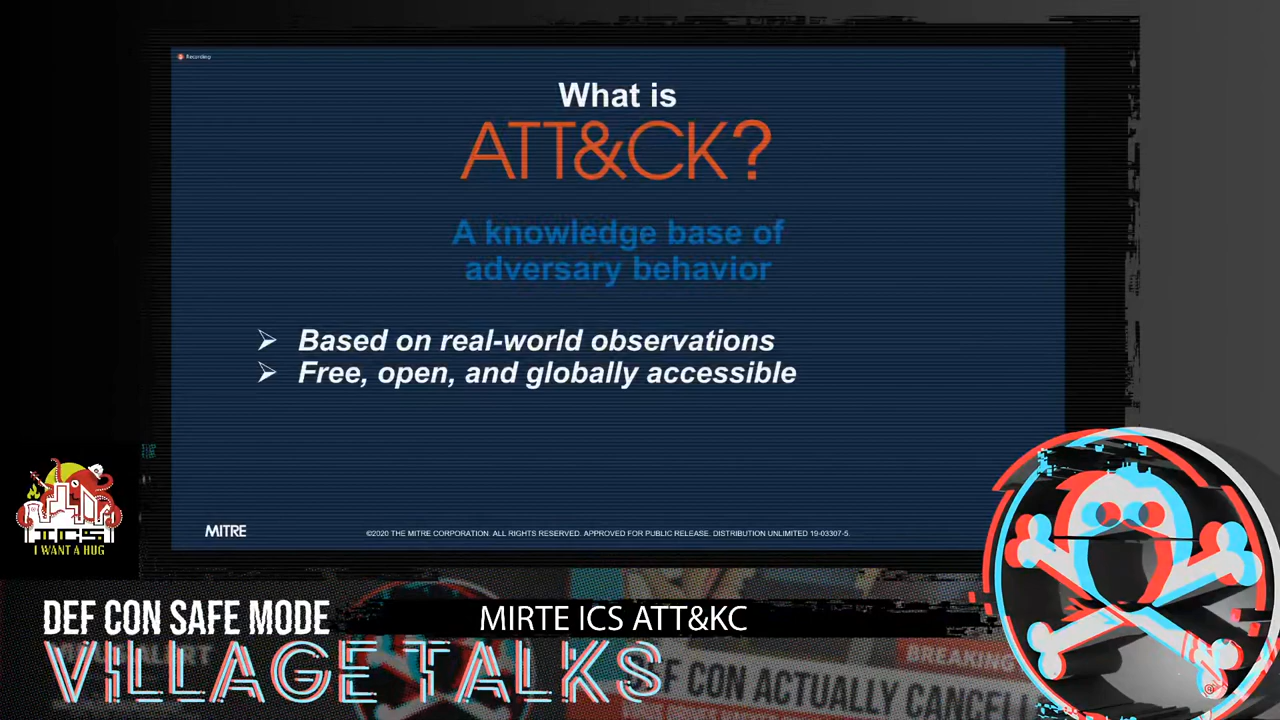 Recording
What is
ATT&CK?
A knowledge base of
adversary behavior
➢ Based on real-world observations
➢ Free, open, and globally accessible
MITRE
©2020 THE MITRE CORPORATION. ALL RIGHTS RESERVED. APPROVED FOR PUBLIC RELEASE. DISTRIBUTION UNLIMITED 19-03307-5.
ICS
I WANT A HUG
DEF CON SAFE MODE
MIRTE ICS ATT&KC
VILLAGE TALKS
BREAKING
DEF CON ACTUALLY